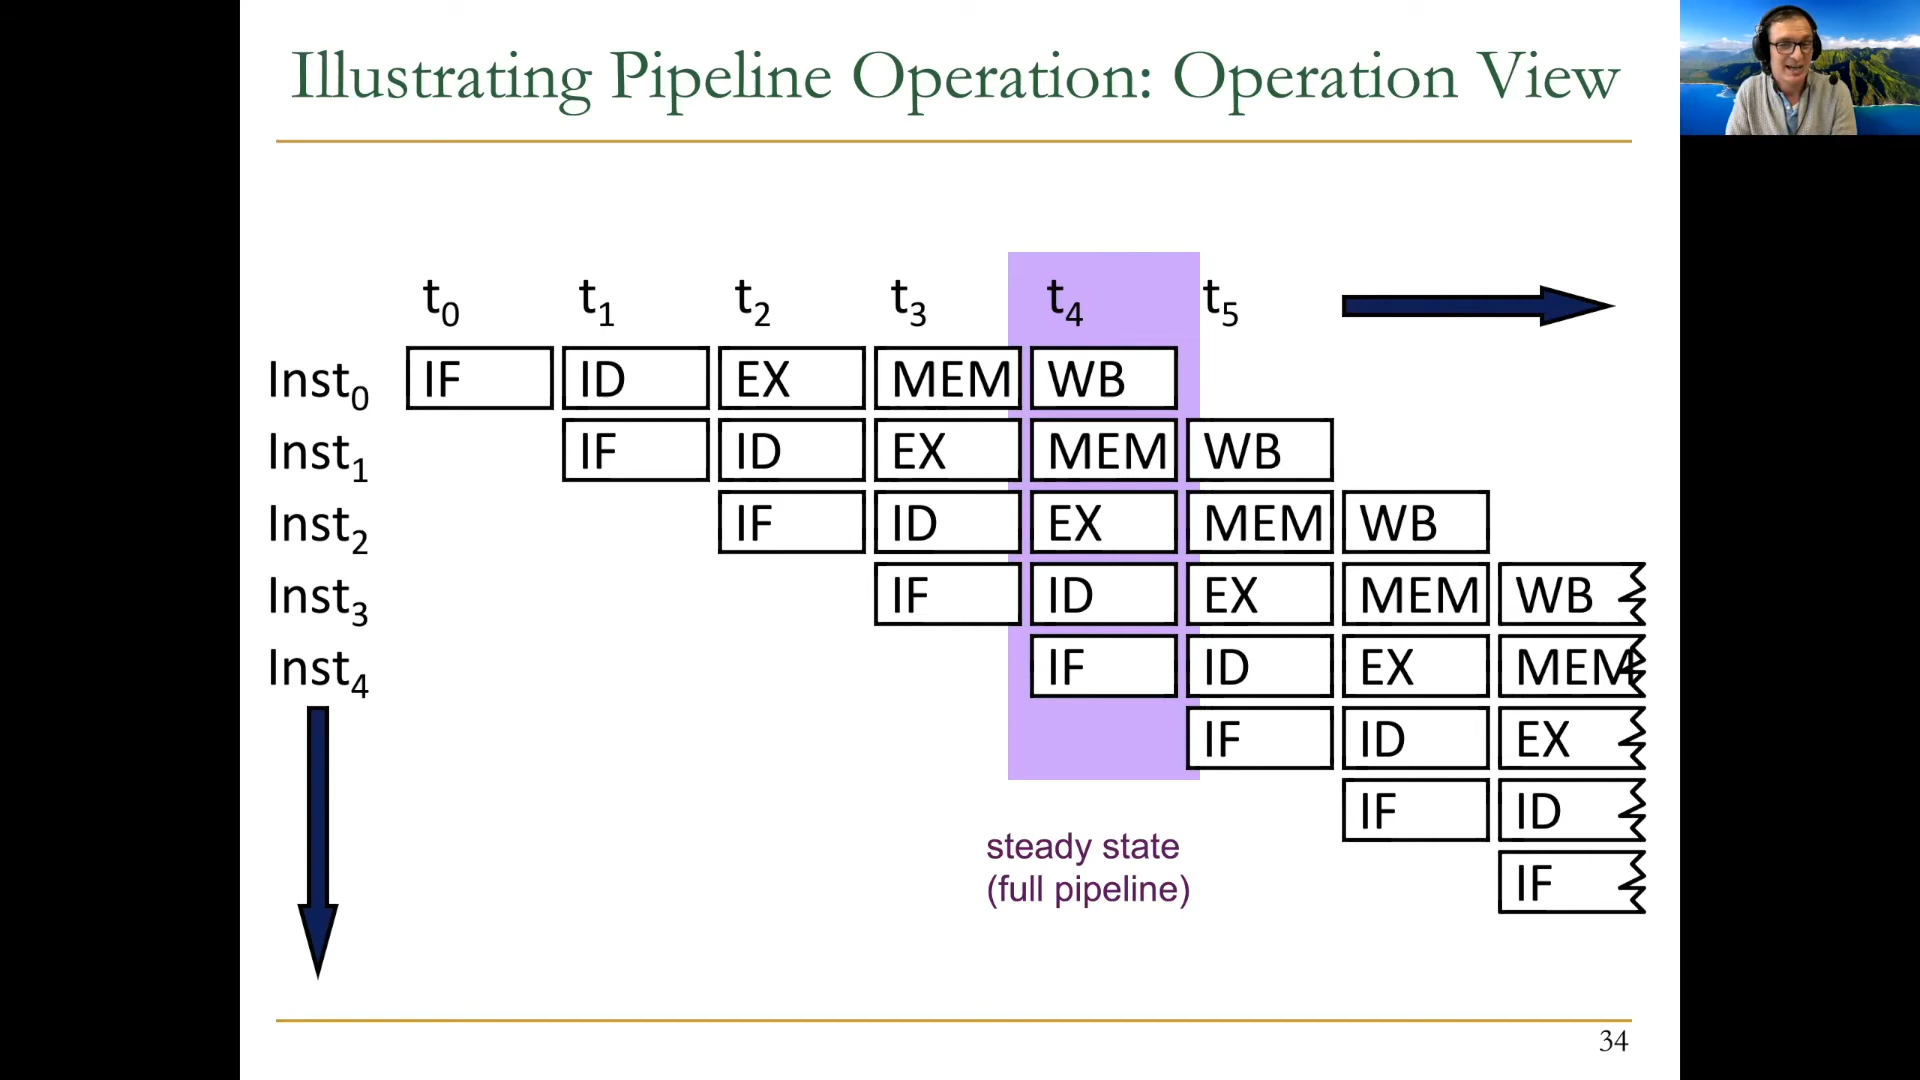 Illustrating Pipeline Operation: Operation View
t0 t1 t2 t3 t4 t5
Inst0 IF ID EX MEM WB
Inst1 IF ID EX MEM WB
Inst2 IF ID EX MEM WB
Inst3 IF ID EX MEM WB
Inst4 IF ID EX MEM
IF ID EX
IF ID
IF
steady state
(full pipeline)
34